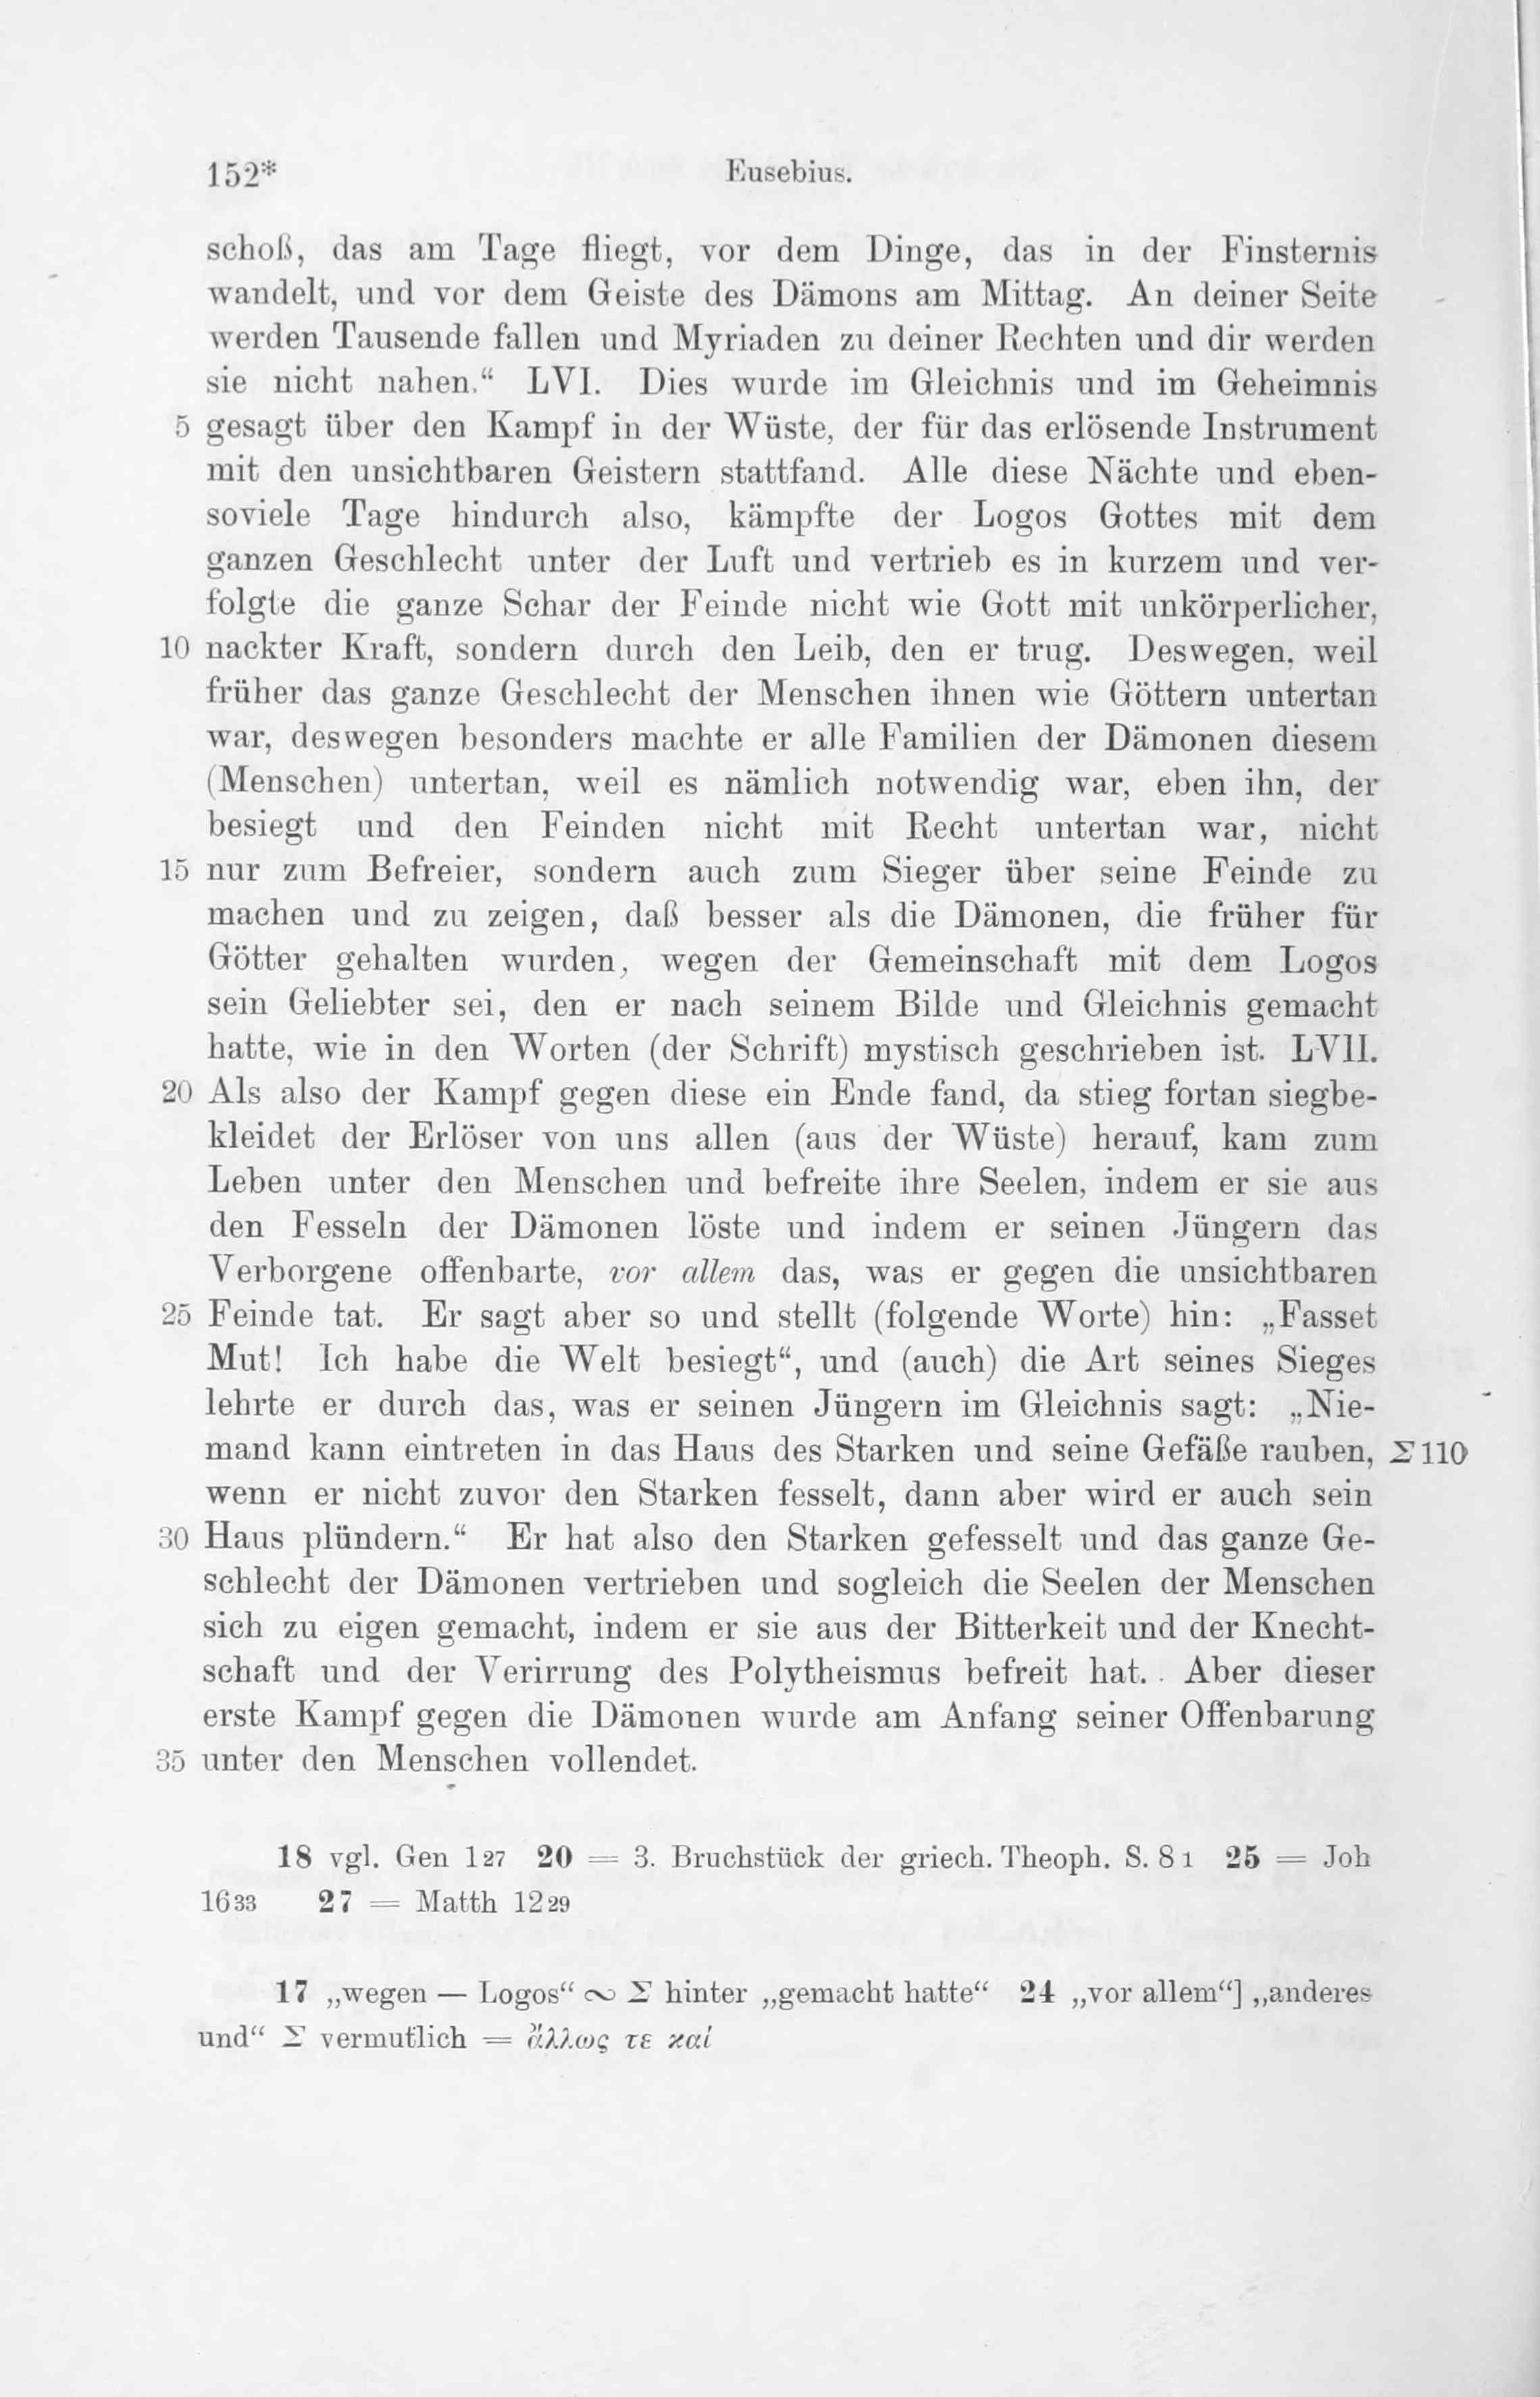 152*
Eusebius.
schoß, das am Tage fliegt, vor dem Dinge, das in der Finsternis
wandelt, und vor dem Geiste des Dämons am Mittag. An deiner Seite
werden Tausende fallen und Myriaden zu deiner Rechten und dir werden
sie nicht nahen.“ LVI. Dies wurde im Gleichnis und im Geheimnis
5 gesagt über den Kampf in der Wüste, der für das erlösende Instrument
mit den unsichtbaren Geistern stattfand. Alle diese Nächte und eben-
soviele Tage hindurch also, kämpfte der Logos Gottes mit dem
ganzen Geschlecht unter der Luft und vertrieb es in kurzem und ver-
folgte die ganze Schar der Feinde nicht wie Gott mit unkörperlicher,
10 nackter Kraft, sondern durch den Leib, den er trug. Deswegen, weil
früher das ganze Geschlecht der Menschen ihnen wie Göttern untertan
war, deswegen besonders machte er alle Familien der Dämonen diesem
(Menschen) untertan, weil es nämlich notwendig war, eben ihn, der
besiegt und den Feinden nicht mit Recht untertan war, nicht
15 nur zum Befreier, sondern auch zum Sieger über seine Feinde zu
machen und zu zeigen, daß besser als die Dämonen, die früher für
Götter gehalten wurden, wegen der Gemeinschaft mit dem Logos
sein Geliebter sei, den er nach seinem Bilde und Gleichnis gemacht
hatte, wie in den Worten (der Schrift) mystisch geschrieben ist. LVII.
20 Als also der Kampf gegen diese ein Ende fand, da stieg fortan siegbe-
kleidet der Erlöser von uns allen (aus der Wüste) herauf, kam zum
Leben unter den Menschen und befreite ihre Seelen, indem er sie aus
den Fesseln der Dämonen löste und indem er seinen Jüngern das
Verborgene offenbarte, vor allem das, was er gegen die unsichtbaren
25 Feinde tat. Er sagt aber so und stellt (folgende Worte) hin: „Fasset
Mut! Ich habe die Welt besiegt“, und (auch) die Art seines Sieges
lehrte er durch das, was er seinen Jüngern im Gleichnis sagt: „Nie-
mand kann eintreten in das Haus des Starken und seine Gefäße rauben, Σ 110
wenn er nicht zuvor den Starken fesselt, dann aber wird er auch sein
30 Haus plündern.“ Er hat also den Starken gefesselt und das ganze Ge-
schlecht der Dämonen vertrieben und sogleich die Seelen der Menschen
sich zu eigen gemacht, indem er sie aus der Bitterkeit und der Knecht-
schaft und der Verirrung des Polytheismus befreit hat. Aber dieser
erste Kampf gegen die Dämonen wurde am Anfang seiner Offenbarung
35 unter den Menschen vollendet.
18 vgl. Gen 1 27 20 = 3. Bruchstück der griech. Theoph. S. 8 1 25 = Joh
16 33 27 = Matth 12 29
17 „wegen — Logos“ ∾ Σ hinter „gemacht hatte“ 24 „vor allem“] „anderes
und“ Σ vermutlich = ἄλλως τε καί